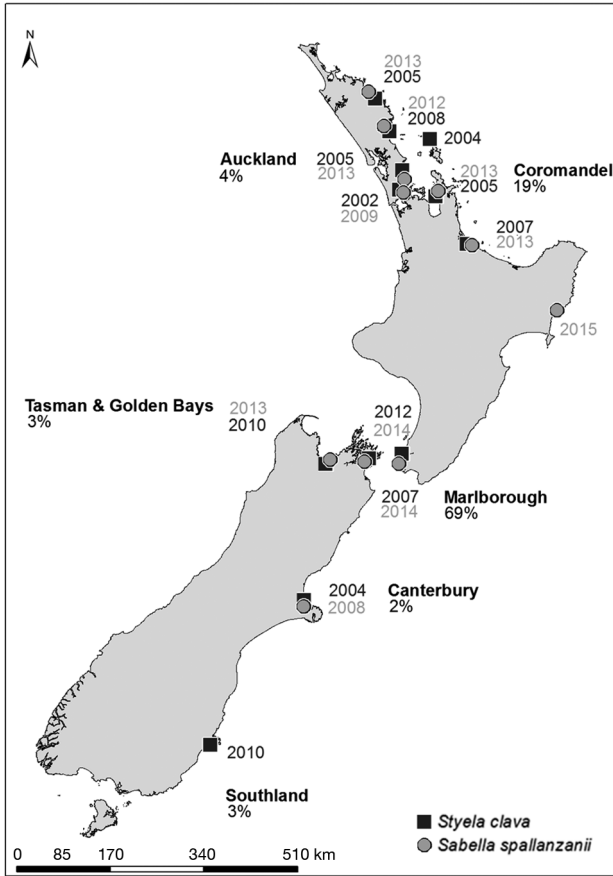 N
2013
2005
2012
2008
2004
Auckland
4%
2005
2013
2013
2005
Coromandel
19%
2002
2009
2007
2013
2015
Tasman & Golden Bays
3%
2013
2010
2012
2014
2007
2014
Marlborough
69%
2004
2008
Canterbury
2%
2010
Southland
3%
Styela clava
Sabella spallanzanii
0 85 170 340 510 km